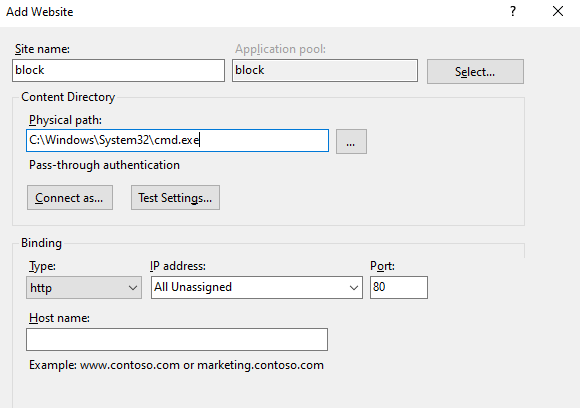 Add Website
? ×
Site name: Application pool:
block block Select...
Content Directory
Physical path:
C:\Windows\System32\cmd.exe ...
Pass-through authentication
Connect as... Test Settings...
Binding
Type: IP address: Port:
http All Unassigned 80
Host name:
Example: www.contoso.com or marketing.contoso.com